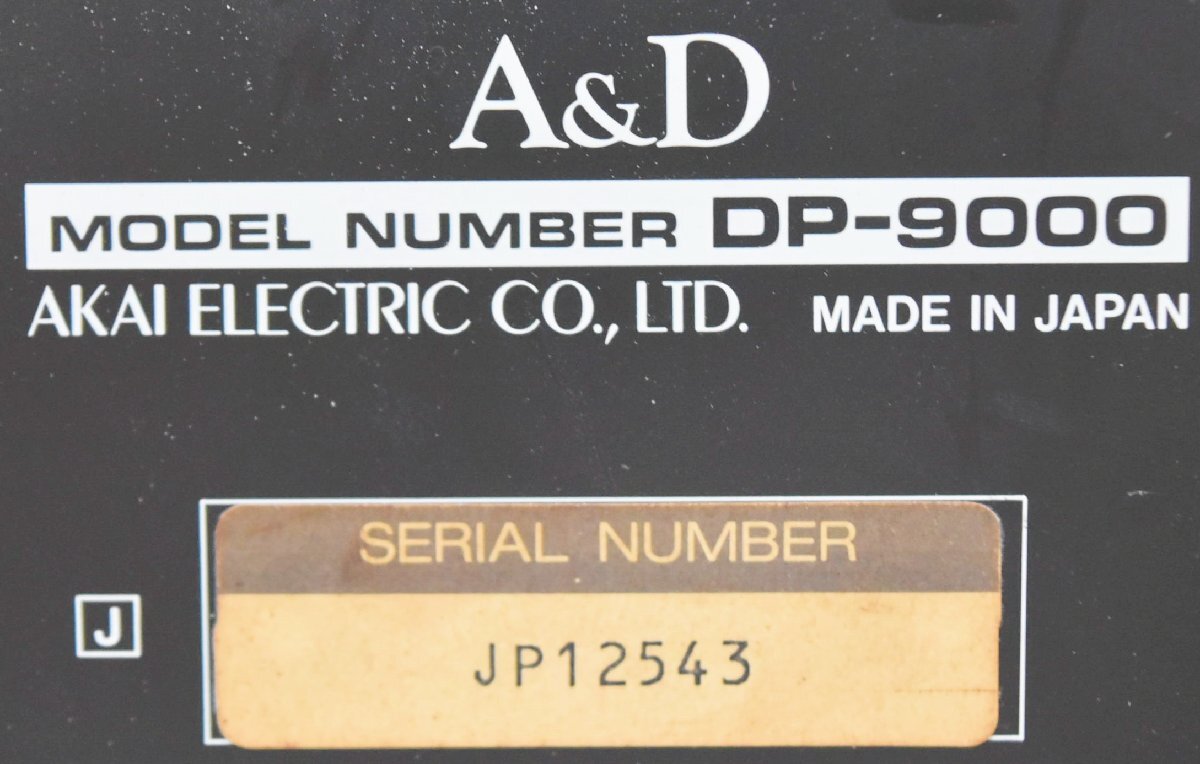 A&D
MODEL NUMBER DP-9000
AKAI ELECTRIC CO., LTD. MADE IN JAPAN
SERIAL NUMBER
J
JP12543